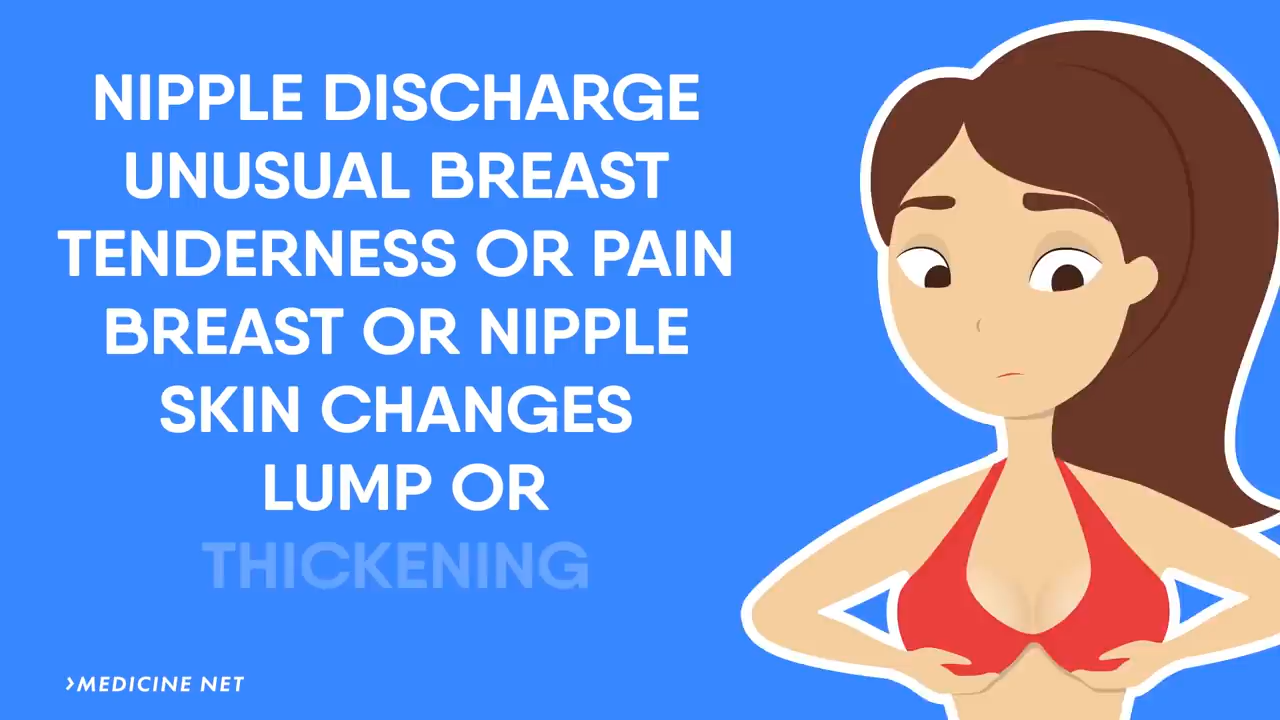 NIPPLE DISCHARGE
UNUSUAL BREAST
TENDERNESS OR PAIN
BREAST OR NIPPLE
SKIN CHANGES
LUMP OR
THICKENING
›MEDICINE NET